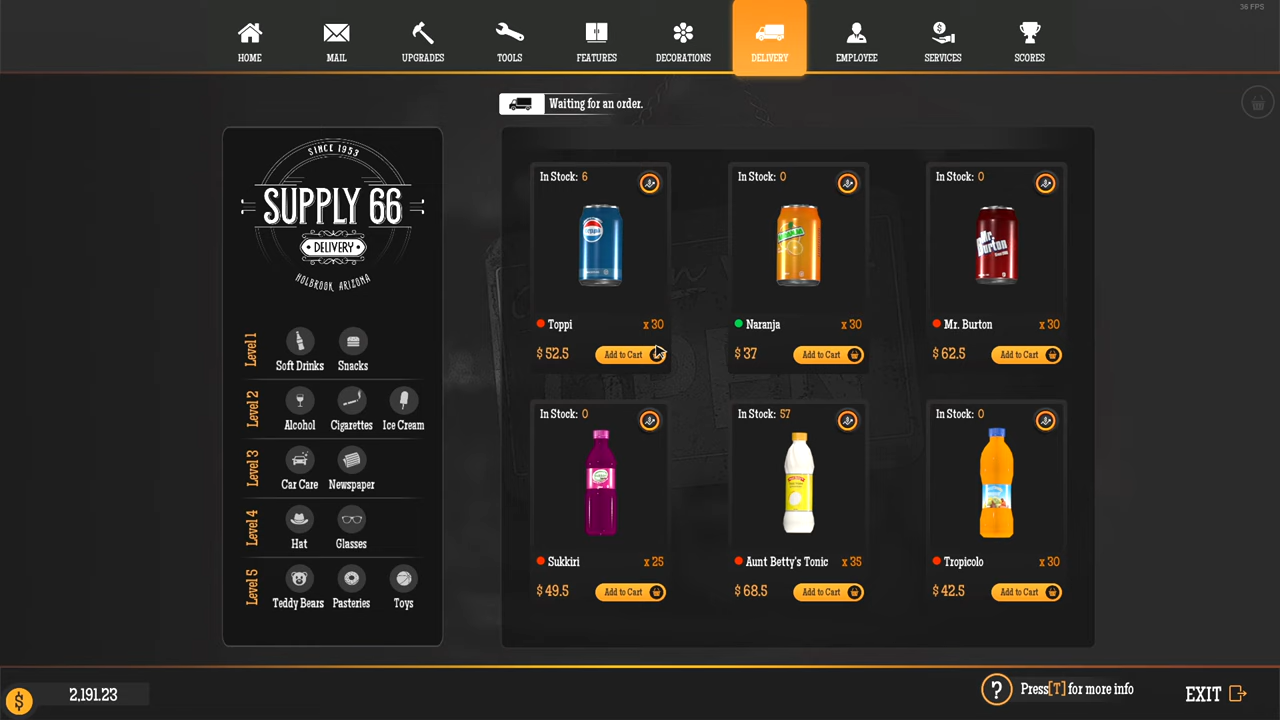 36 FPS
HOME
MAIL
UPGRADES
TOOLS
FEATURES
DECORATIONS
DELIVERY
EMPLOYEE
SERVICES
SCORES
Waiting for an order.
SINCE 1953
SUPPLY 66
DELIVERY
HOLBROOK, ARIZONA
Level 1
Soft Drinks
Snacks
Level 2
Alcohol
Cigarettes
Ice Cream
Level 3
Car Care
Newspaper
Level 4
Hat
Glasses
Level 5
Teddy Bears
Pasteries
Toys
In Stock: 6
Toppi x 30
$ 52.5 Add to Cart
In Stock: 0
Naranja x 30
$ 37 Add to Cart
In Stock: 0
Mr. Burton
Mr. Burton x 30
$ 62.5 Add to Cart
In Stock: 0
Sukkiri x 25
$ 49.5 Add to Cart
In Stock: 57
Aunt Betty's Tonic x 35
$ 68.5 Add to Cart
In Stock: 0
Tropicolo x 30
$ 42.5 Add to Cart
$ 2,191.23
? Press[T] for more info
EXIT